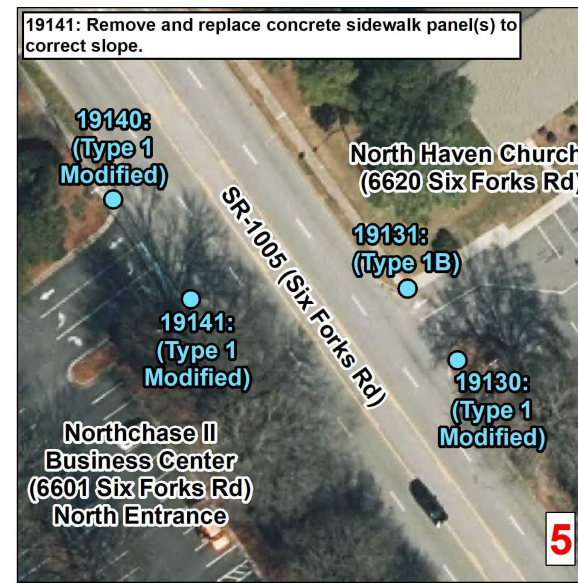 19141: Remove and replace concrete sidewalk panel(s) to
correct slope.
19140:
(Type 1
Modified)
North Haven Church
(6620 Six Forks Rd)
SR-1005 (Six Forks Rd)
19131:
(Type 1B)
19141:
(Type 1
Modified)
19130:
(Type 1
Modified)
Northchase II
Business Center
(6601 Six Forks Rd)
North Entrance
5